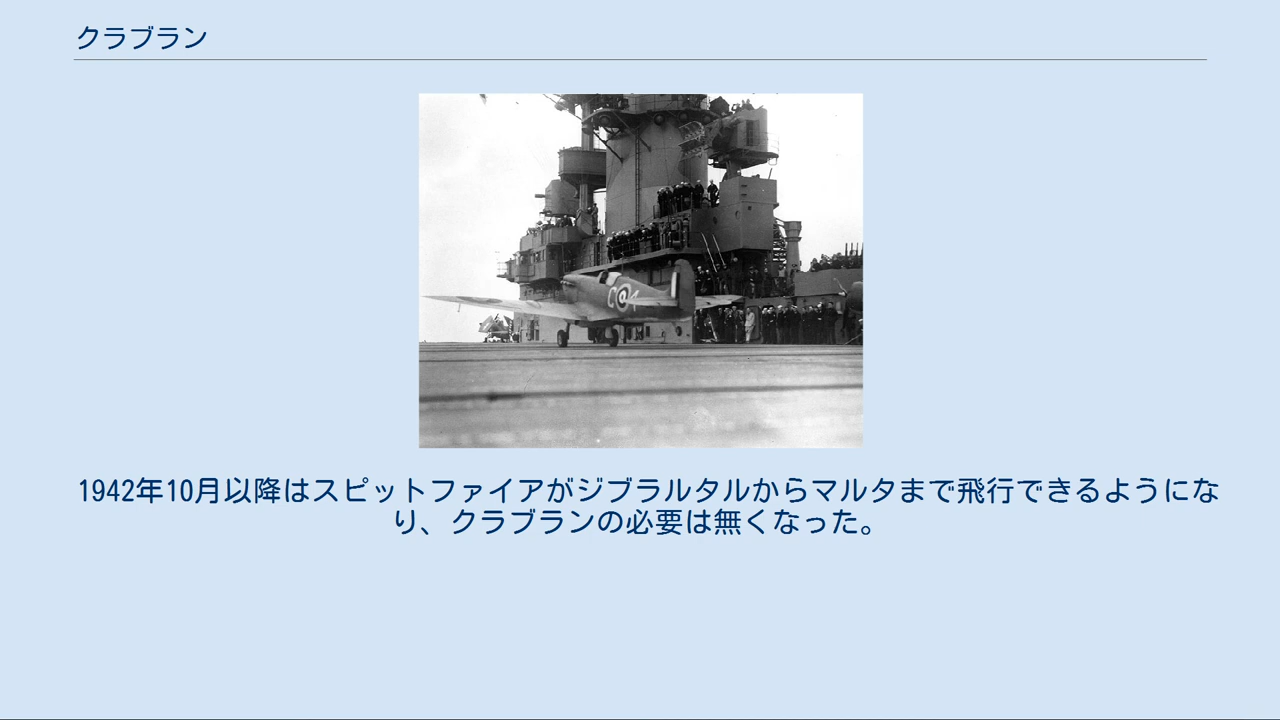 クラブラン
1942年10月以降はスピットファイアがジブラルタルからマルタまで飛行できるようにな
り、クラブランの必要は無くなった。